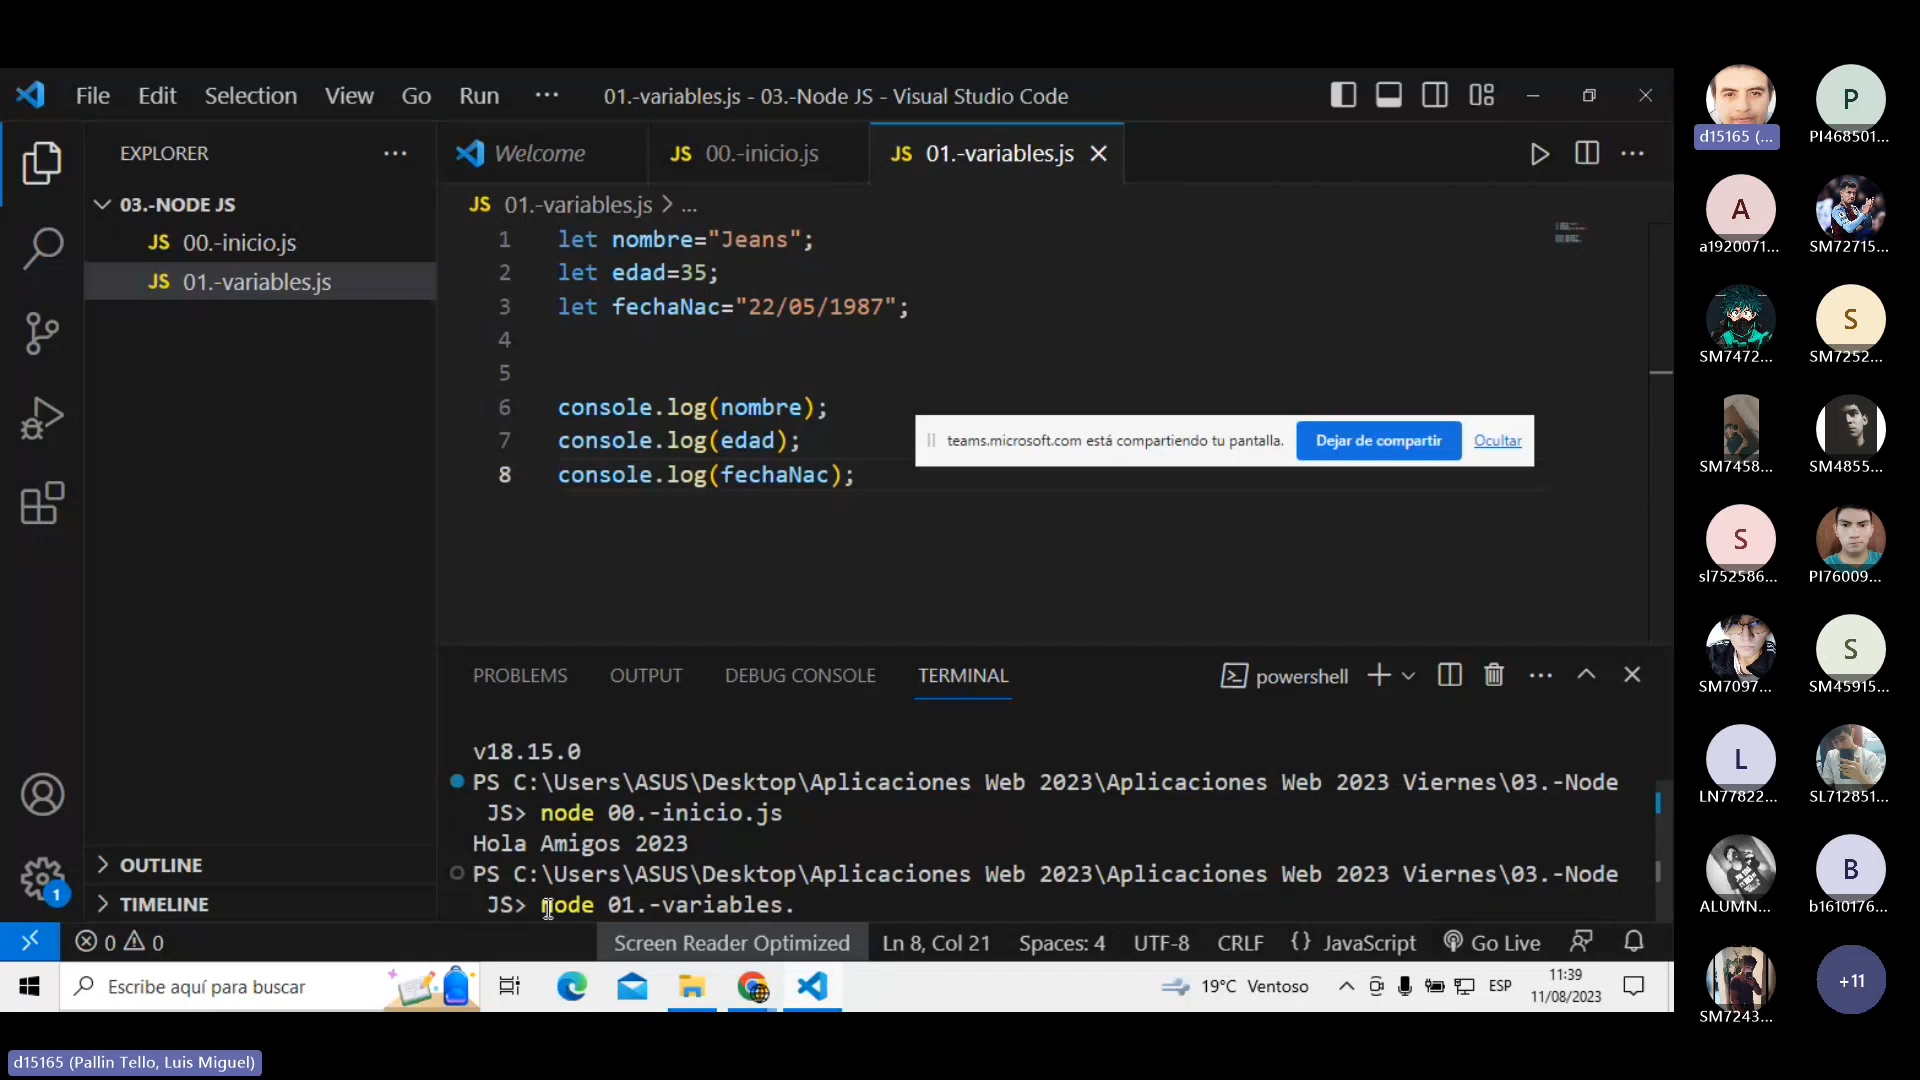 File Edit Selection View Go Run ··· 01.-variables.js - 03.-Node JS - Visual Studio Code
EXPLORER
03.-NODE JS
JS 00.-inicio.js
JS 01.-variables.js
OUTLINE
TIMELINE
Welcome JS 00.-inicio.js JS 01.-variables.js
JS 01.-variables.js > ...
1 let nombre="Jeans";
2 let edad=35;
3 let fechaNac="22/05/1987";
4
5
6 console.log(nombre);
7 console.log(edad);
8 console.log(fechaNac);
teams.microsoft.com está compartiendo tu pantalla. Dejar de compartir Ocultar
PROBLEMS OUTPUT DEBUG CONSOLE TERMINAL powershell
v18.15.0
PS C:\Users\ASUS\Desktop\Aplicaciones Web 2023\Aplicaciones Web 2023 Viernes\03.-Node
JS> node 00.-inicio.js
Hola Amigos 2023
PS C:\Users\ASUS\Desktop\Aplicaciones Web 2023\Aplicaciones Web 2023 Viernes\03.-Node
JS> node 01.-variables.
1
0 0 Screen Reader Optimized Ln 8, Col 21 Spaces: 4 UTF-8 CRLF {} JavaScript Go Live
Escribe aquí para buscar 19°C Ventoso ESP 11:39
11/08/2023
d15165 (Pallin Tello, Luis Miguel)
P
d15165 (... PI468501...
A
a1920071... SM72715...
S
SM7472... SM7252...
SM7458... SM4855...
S
sl752586... PI76009...
S
SM7097... SM45915...
L
LN77822... SL712851...
B
ALUMN... b1610176...
+11
SM7243...